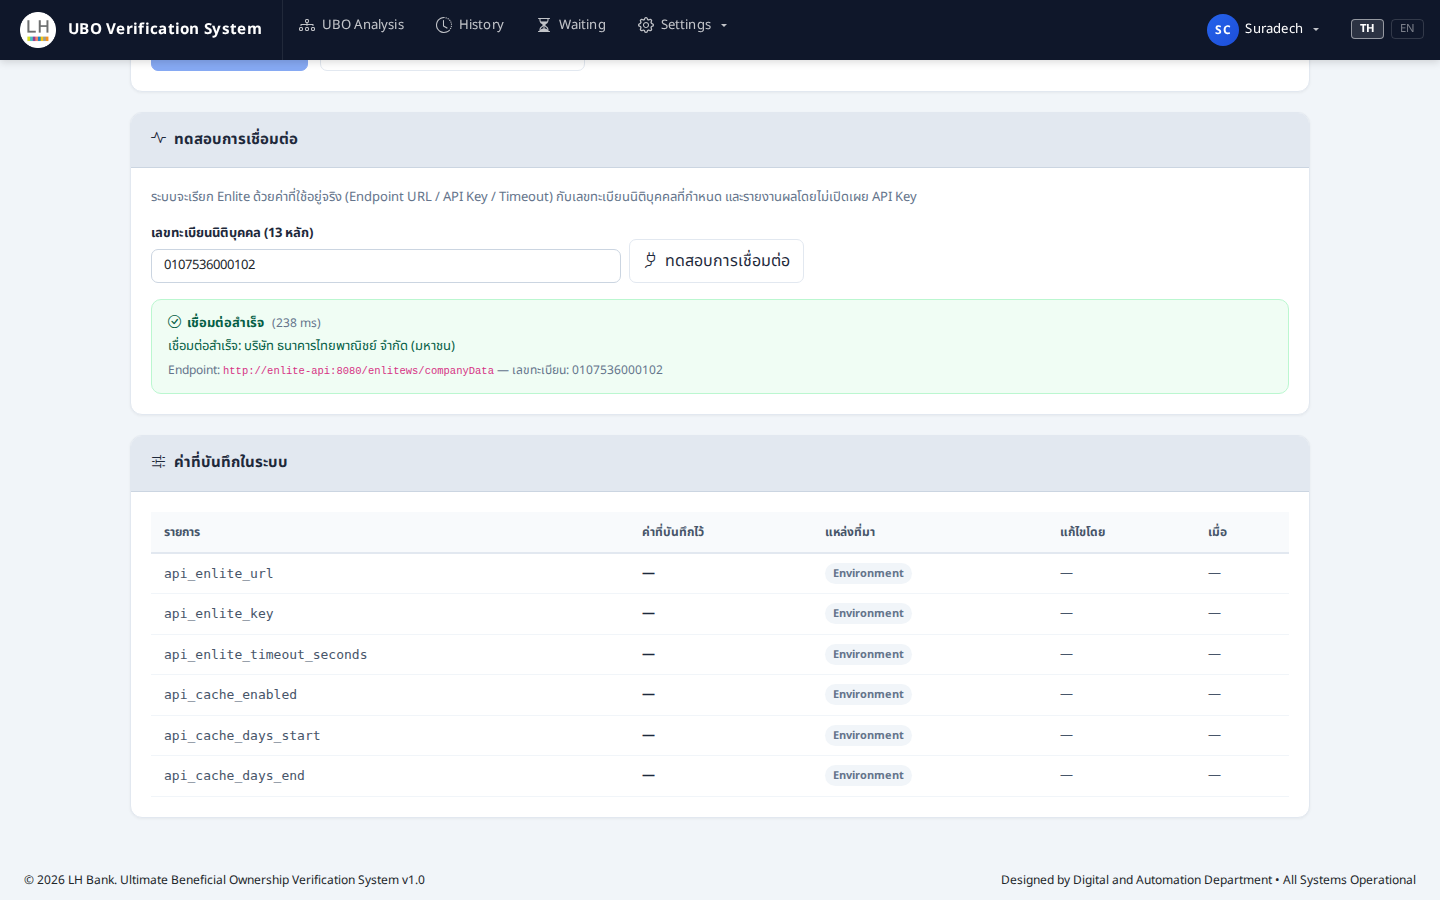 LH UBO Verification System UBO Analysis History Waiting Settings SC Suradech TH EN
ทดสอบการเชื่อมต่อ
ระบบจะเรียก Enlite ด้วยค่าที่ใช้อยู่จริง (Endpoint URL / API Key / Timeout) กับเลขทะเบียนนิติบุคคลที่กำหนด และรายงานผลโดยไม่เปิดเผย API Key
เลขทะเบียนนิติบุคคล (13 หลัก)
0107536000102 ทดสอบการเชื่อมต่อ
เชื่อมต่อสำเร็จ (238 ms)
เชื่อมต่อสำเร็จ: บริษัท ธนาคารไทยพาณิชย์ จำกัด (มหาชน)
Endpoint: http://enlite-api:8080/enlitews/companyData — เลขทะเบียน: 0107536000102
ค่าที่บันทึกในระบบ
รายการ ค่าที่บันทึกไว้ แหล่งที่มา แก้ไขโดย เมื่อ
api_enlite_url — Environment — —
api_enlite_key — Environment — —
api_enlite_timeout_seconds — Environment — —
api_cache_enabled — Environment — —
api_cache_days_start — Environment — —
api_cache_days_end — Environment — —
© 2026 LH Bank. Ultimate Beneficial Ownership Verification System v1.0 Designed by Digital and Automation Department • All Systems Operational